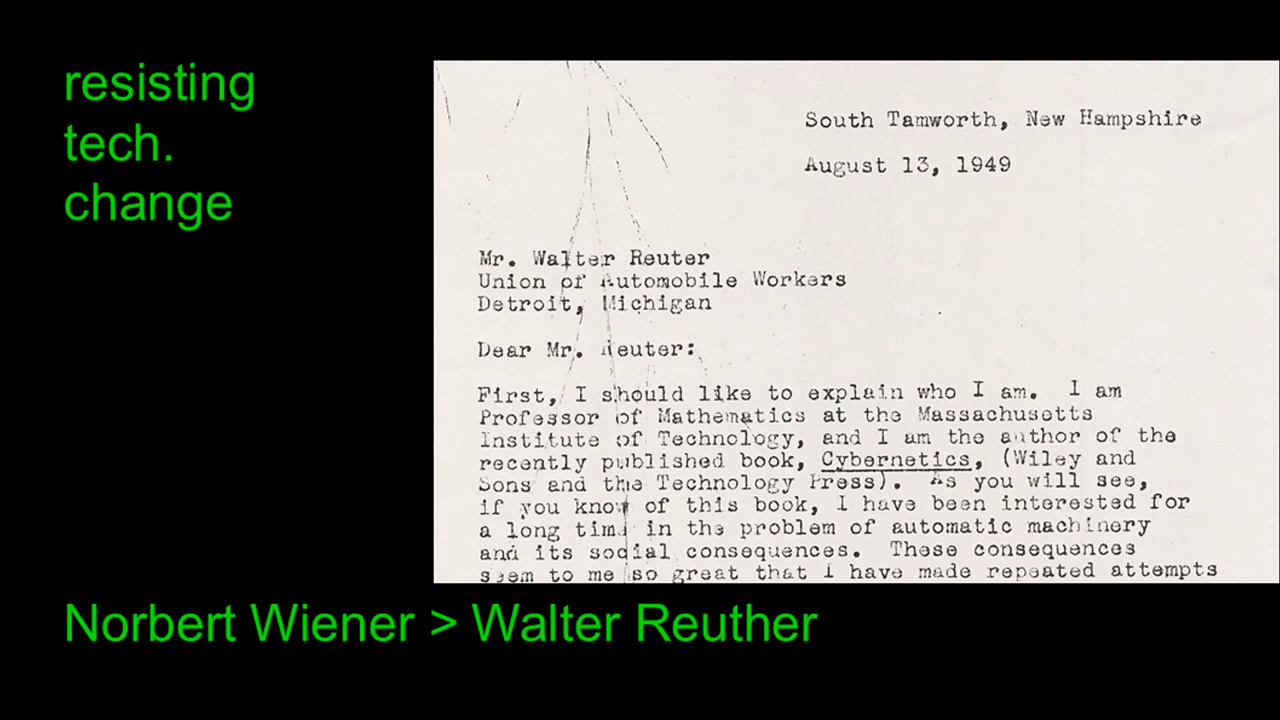 resisting
tech.
change
South Tamworth, New Hampshire
August 13, 1949
Mr. Walter Reuter
Union of Automobile Workers
Detroit, Michigan
Dear Mr. Reuter:
First, I should like to explain who I am. I am
Professor of Mathematics at the Massachusetts
Institute of Technology, and I am the author of the
recently published book, Cybernetics, (Wiley and
Sons and the Technology Press). As you will see,
if you know of this book, I have been interested for
a long time in the problem of automatic machinery
and its social consequences. These consequences
seem to me so great that I have made repeated attempts
Norbert Wiener > Walter Reuther